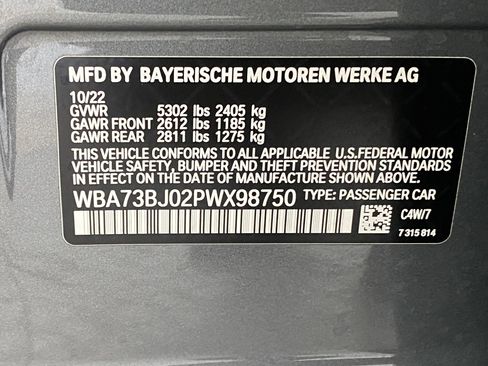 MFD BY BAYERISCHE MOTOREN WERKE AG
10/22
GVWR 5302 lbs 2405 kg
GAWR FRONT 2612 lbs 1185 kg
GAWR REAR 2811 lbs 1275 kg
THIS VEHICLE CONFORMS TO ALL APPLICABLE U.S.FEDERAL MOTOR
VEHICLE SAFETY, BUMPER, AND THEFT PREVENTION STANDARDS
IN EFFECT ON THE DATE OF MANUFACTURE SHOWN ABOVE.
WBA73BJ02PWX98750 TYPE: PASSENGER CAR
C4W/7
7 315 814